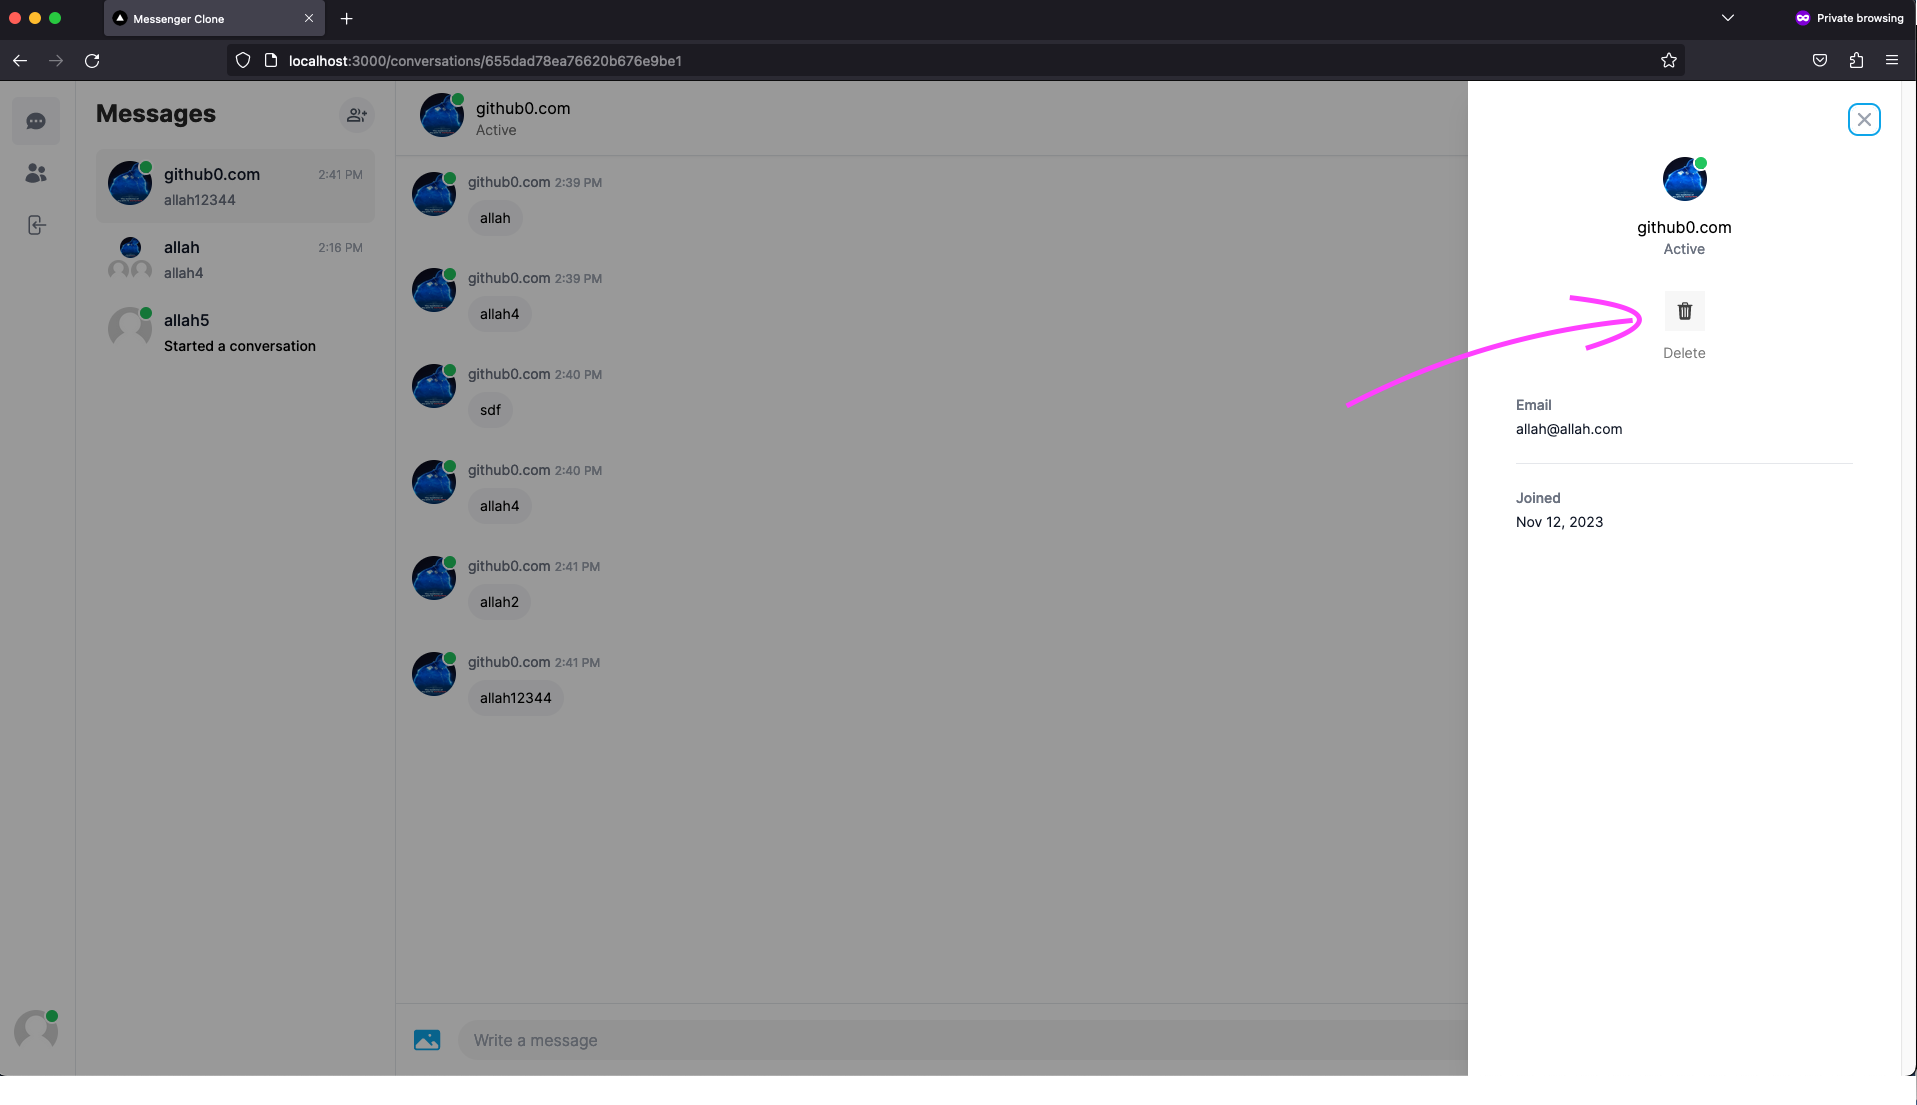 Messenger Clone
Private browsing
localhost:3000/conversations/655dad78ea76620b676e9be1
Messages
github0.com 2:41 PM
allah12344
allah 2:16 PM
allah4
allah5
Started a conversation
github0.com
Active
github0.com 2:39 PM
allah
github0.com 2:39 PM
allah4
github0.com 2:40 PM
sdf
github0.com 2:40 PM
allah4
github0.com 2:41 PM
allah2
github0.com 2:41 PM
allah12344
Write a message
github0.com
Active
Delete
Email
allah@allah.com
Joined
Nov 12, 2023